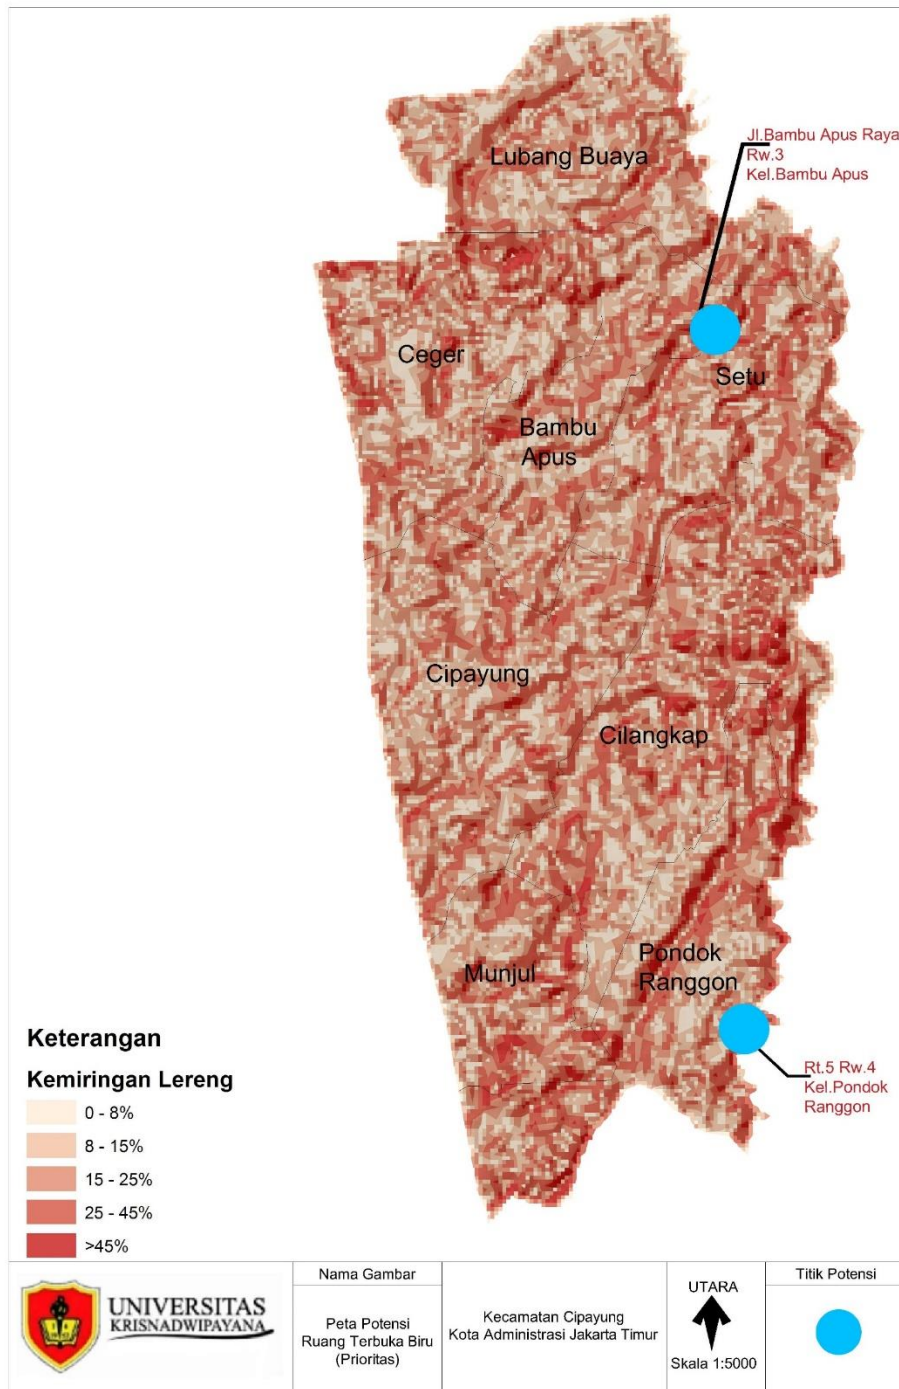 Jl.Bambu Apus Raya
Rw.3
Kel.Bambu Apus
Lubang Buaya
Ceger
Setu
Bambu
Apus
Cipayung
Cilangkap
Munjul
Pondok
Ranggon
Rt.5 Rw.4
Kel.Pondok
Ranggon
Keterangan
Kemiringan Lereng
0 - 8%
8 - 15%
15 - 25%
25 - 45%
>45%
UNIVERSITAS
KRISNADWIPAYANA
Nama Gambar
Peta Potensi
Ruang Terbuka Biru
(Prioritas)
Kecamatan Cipayung
Kota Administrasi Jakarta Timur
UTARA
Skala 1:5000
Titik Potensi